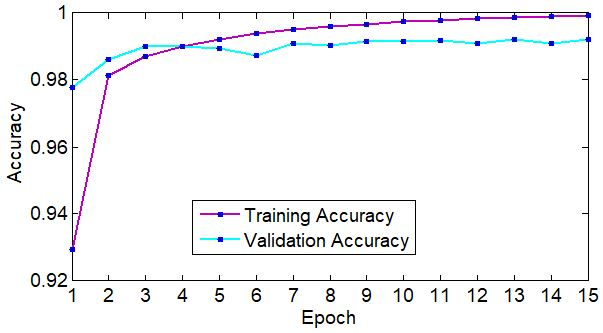 1
0.98
0.96
0.94
0.92
Accuracy
Training Accuracy
Validation Accuracy
1 2 3 4 5 6 7 8 9 10 11 12 13 14 15
Epoch